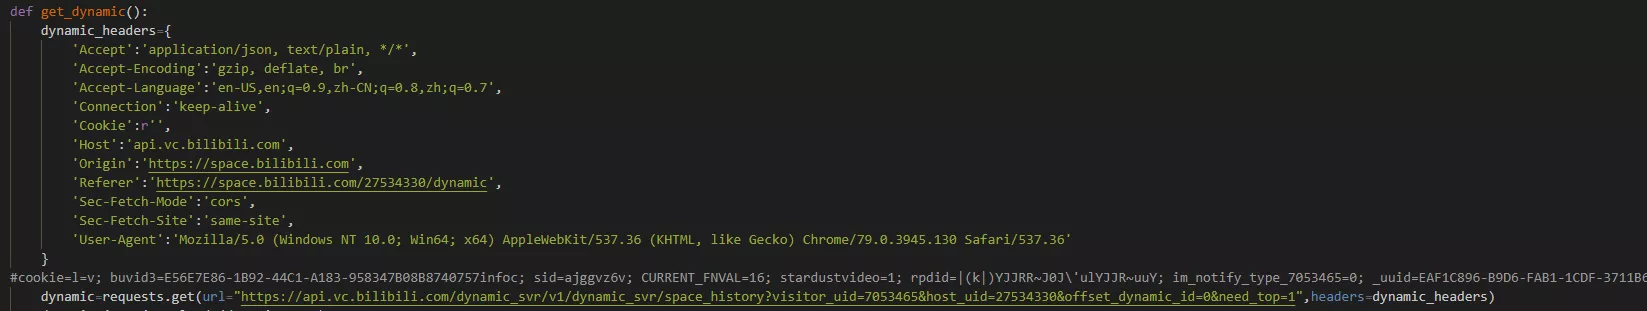 def get_dynamic():
    dynamic_headers={
        'Accept':'application/json, text/plain, */*',
        'Accept-Encoding':'gzip, deflate, br',
        'Accept-Language':'en-US,en;q=0.9,zh-CN;q=0.8,zh;q=0.7',
        'Connection':'keep-alive',
        'Cookie':r'',
        'Host':'api.vc.bilibili.com',
        'Origin':'https://space.bilibili.com',
        'Referer':'https://space.bilibili.com/27534330/dynamic',
        'Sec-Fetch-Mode':'cors',
        'Sec-Fetch-Site':'same-site',
        'User-Agent':'Mozilla/5.0 (Windows NT 10.0; Win64; x64) AppleWebKit/537.36 (KHTML, like Gecko) Chrome/79.0.3945.130 Safari/537.36'
    }
#cookie=l=v; buvid3=E56E7E86-1B92-44C1-A183-958347B08B8740757infoc; sid=ajggvz6v; CURRENT_FNVAL=16; stardustvideo=1; rpdid=|(k|)YJJRR~J0J\'ulYJJR~uuY; im_notify_type_7053465=0; _uuid=EAF1C896-B9D6-FAB1-1CDF-3711B6
    dynamic=requests.get(url="https://api.vc.bilibili.com/dynamic_svr/v1/dynamic_svr/space_history?visitor_uid=7053465&host_uid=27534330&offset_dynamic_id=0&need_top=1",headers=dynamic_headers)